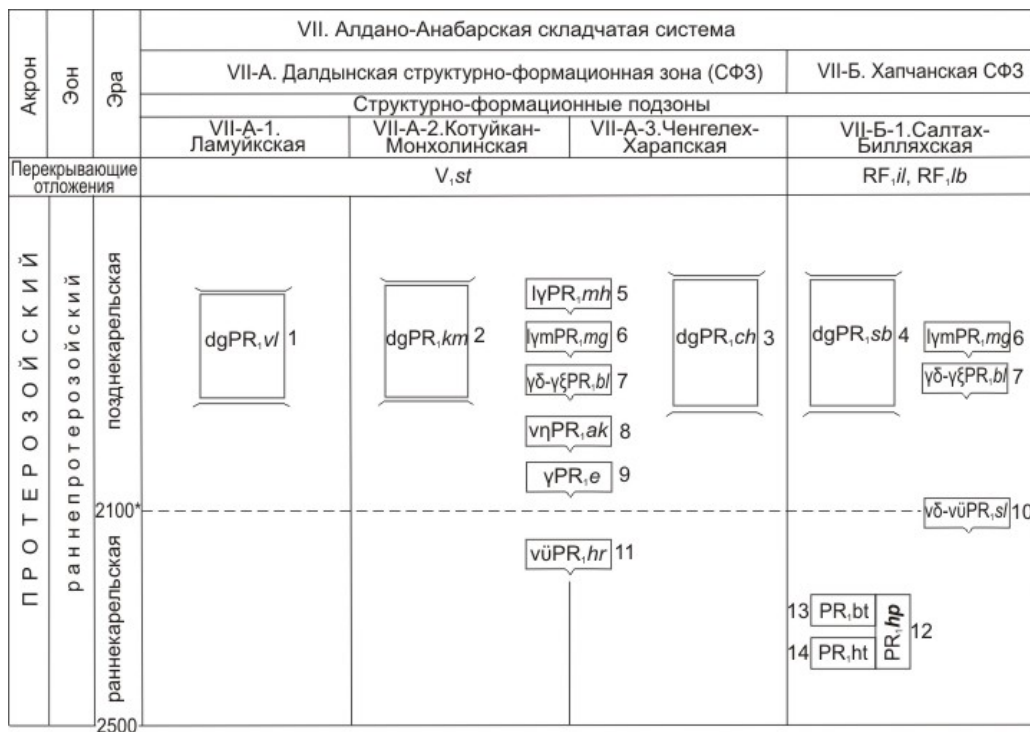 VII. Алдано-Анабарская складчатая система
Акрон
Эон
Эра
VII-А. Далдынская структурно-формационная зона (СФЗ)
VII-Б. Хапчанская СФЗ
Структурно-формационные подзоны
VII-А-1.
Ламуйкская
VII-А-2.Котуйкан-
Монхолинская
VII-А-3.Ченгелех-
Харапская
VII-Б-1.Салтах-
Билляхская
Перекрывающие
отложения
V₁st
RF₁il, RF₁lb
ПРОТЕРОЗОЙСКИЙ
раннепротерозойский
позднекарельская
dgPR₁vl 1
dgPR₁km 2
lγPR₁mh 5
lγmPR₁mg 6
γδ-γξPR₁bl 7
νηPR₁ak 8
γPR₁e 9
dgPR₁ch 3
dgPR₁sb 4
lγmPR₁mg 6
γδ-γξPR₁bl 7
2100*
νδ-νüPR₁sl 10
раннекарельская
νüPR₁hr 11
13 PR₁bt
14 PR₁ht
PR₁hp
12
2500